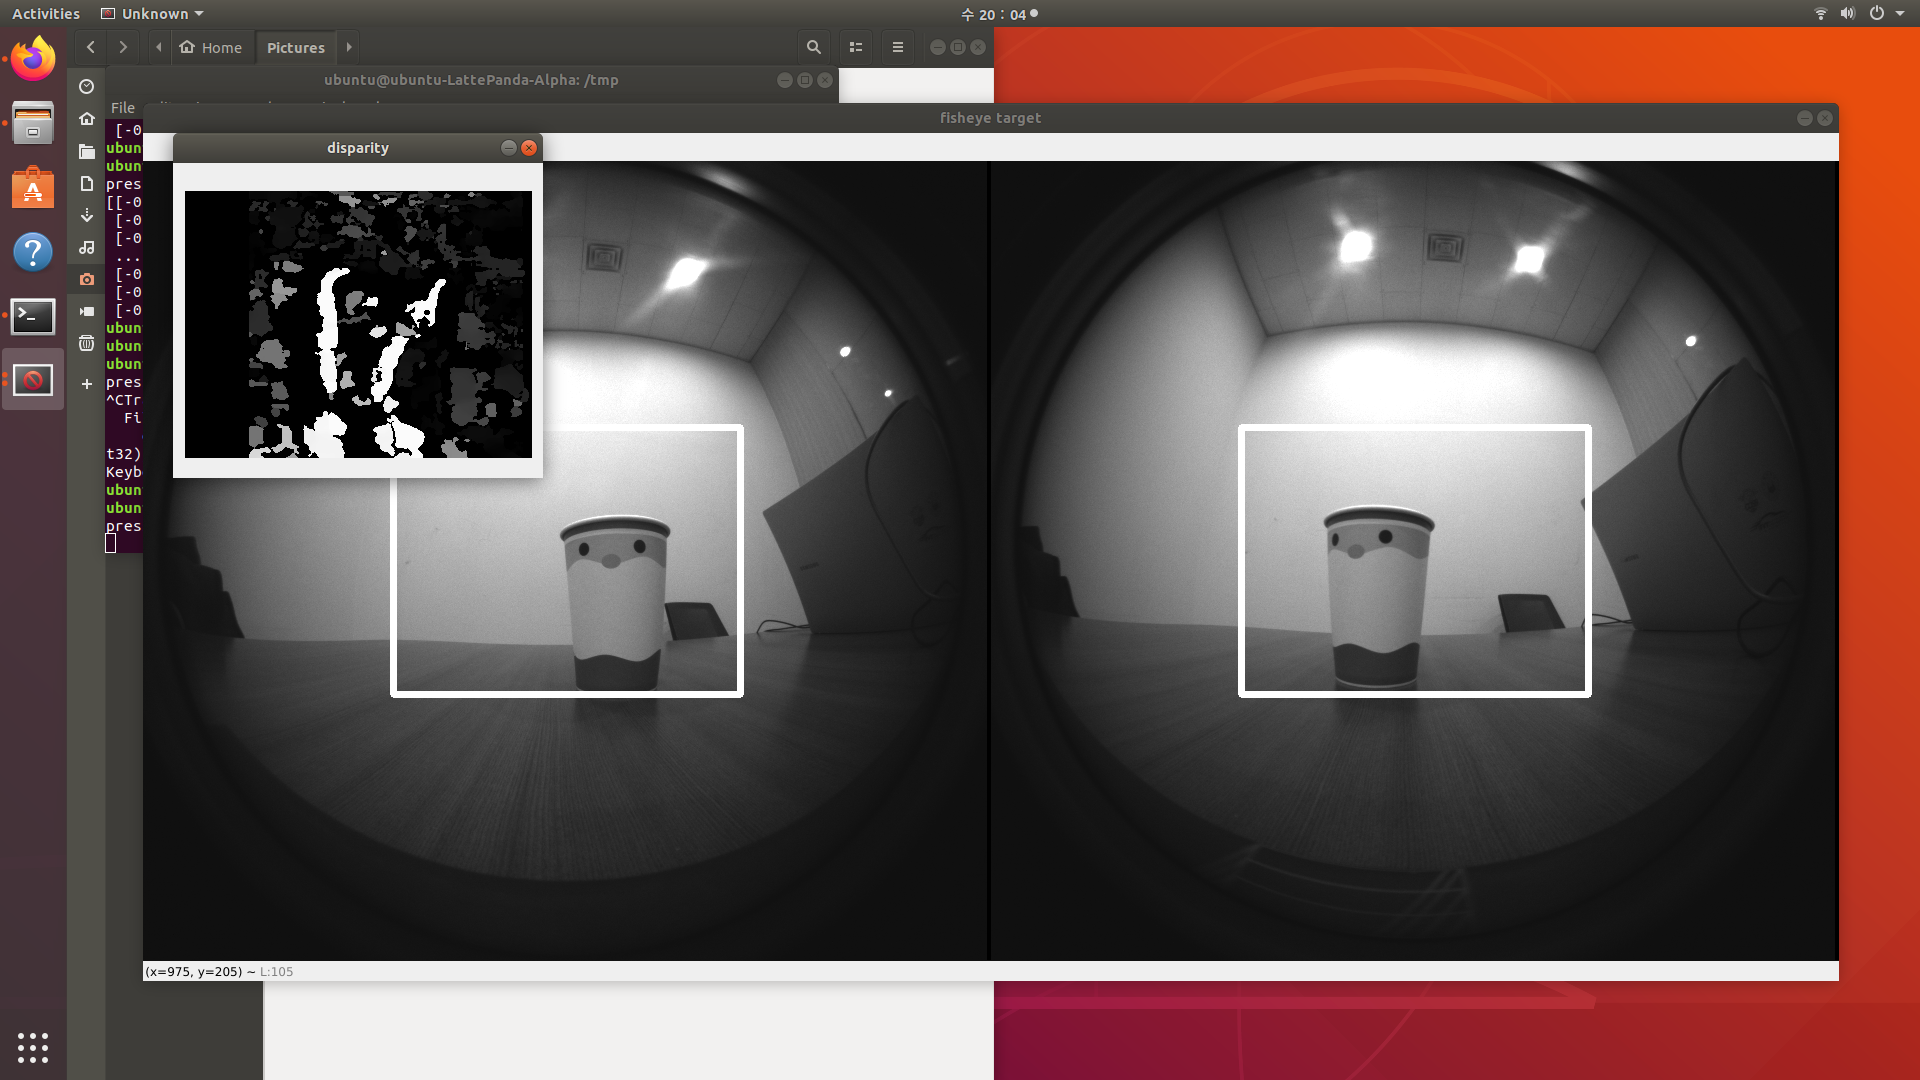 Activities
Unknown
수 20 : 04
Home
Pictures
ubuntu@ubuntu-LattePanda-Alpha: /tmp
File
fisheye target
disparity
[-0
ubun
ubun
pres
[[-0
[-0
[-0
...
[-0
[-0
[-0
ubun
ubun
ubun
pres
^CTr
Fi
t32)
Keyb
ubun
ubun
pres
(x=975, y=205) ~ L:105